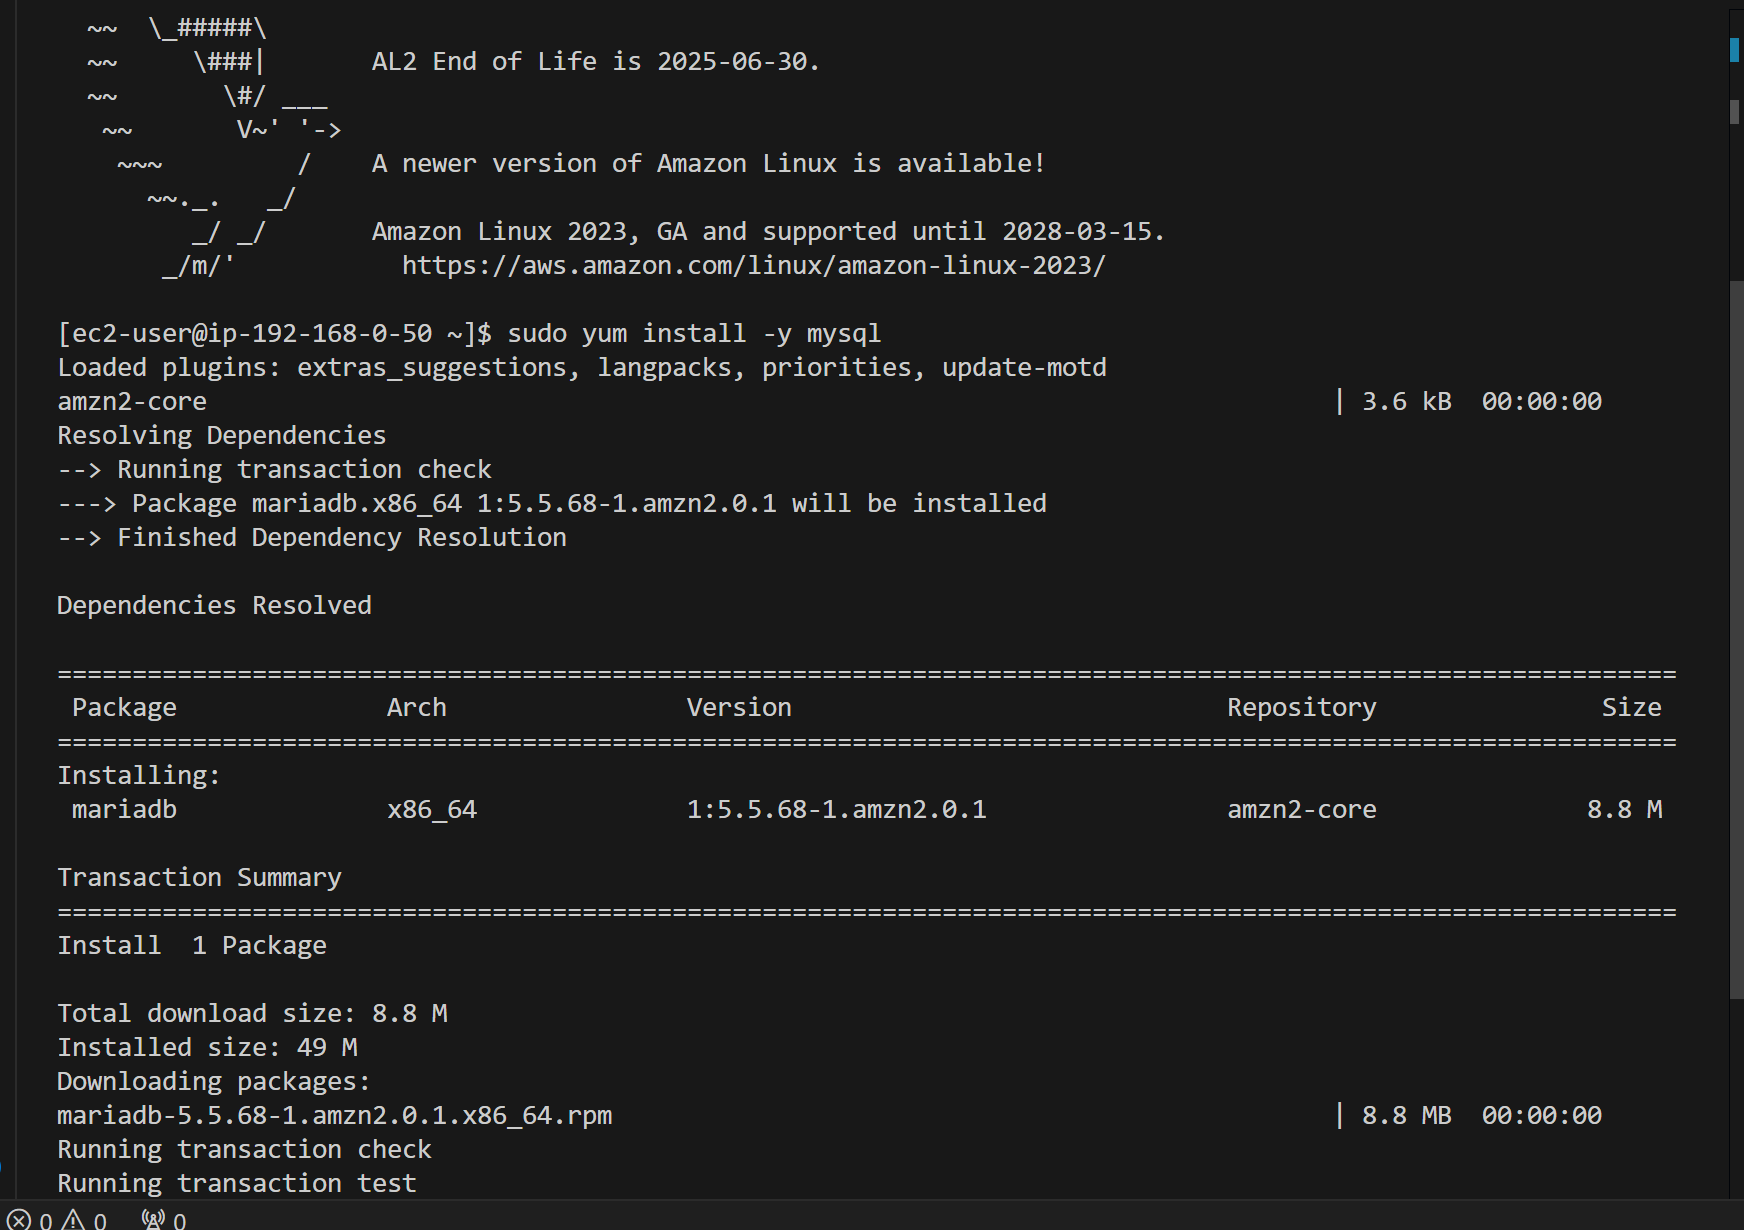 ~~  \_#####\
~~     \###|       AL2 End of Life is 2025-06-30.
~~       \#/ ___
 ~~       V~' '->
  ~~~         /    A newer version of Amazon Linux is available!
    ~~._.   _/
       _/ _/       Amazon Linux 2023, GA and supported until 2028-03-15.
     _/m/'           https://aws.amazon.com/linux/amazon-linux-2023/
[ec2-user@ip-192-168-0-50 ~]$ sudo yum install -y mysql
Loaded plugins: extras_suggestions, langpacks, priorities, update-motd
amzn2-core | 3.6 kB  00:00:00
Resolving Dependencies
--> Running transaction check
---> Package mariadb.x86_64 1:5.5.68-1.amzn2.0.1 will be installed
--> Finished Dependency Resolution
Dependencies Resolved
============================================================================================================
Package Arch Version Repository Size
============================================================================================================
Installing:
mariadb x86_64 1:5.5.68-1.amzn2.0.1 amzn2-core 8.8 M
Transaction Summary
============================================================================================================
Install  1 Package
Total download size: 8.8 M
Installed size: 49 M
Downloading packages:
mariadb-5.5.68-1.amzn2.0.1.x86_64.rpm | 8.8 MB  00:00:00
Running transaction check
Running transaction test
0 0 0